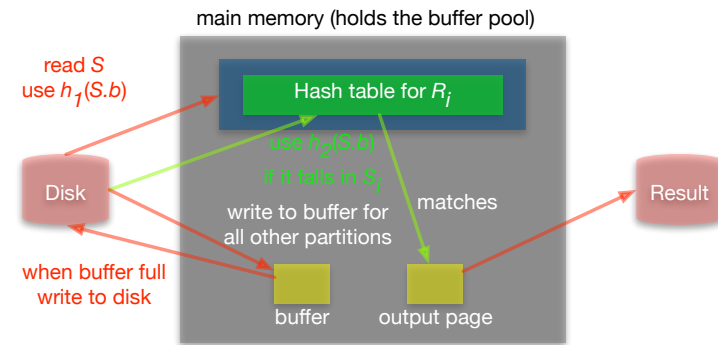 main memory (holds the buffer pool)
read S
use h1(S.b)
Hash table for Ri
use h2(S.b)
if it falls in Si
Disk
Result
matches
write to buffer for
all other partitions
when buffer full
write to disk
buffer
output page